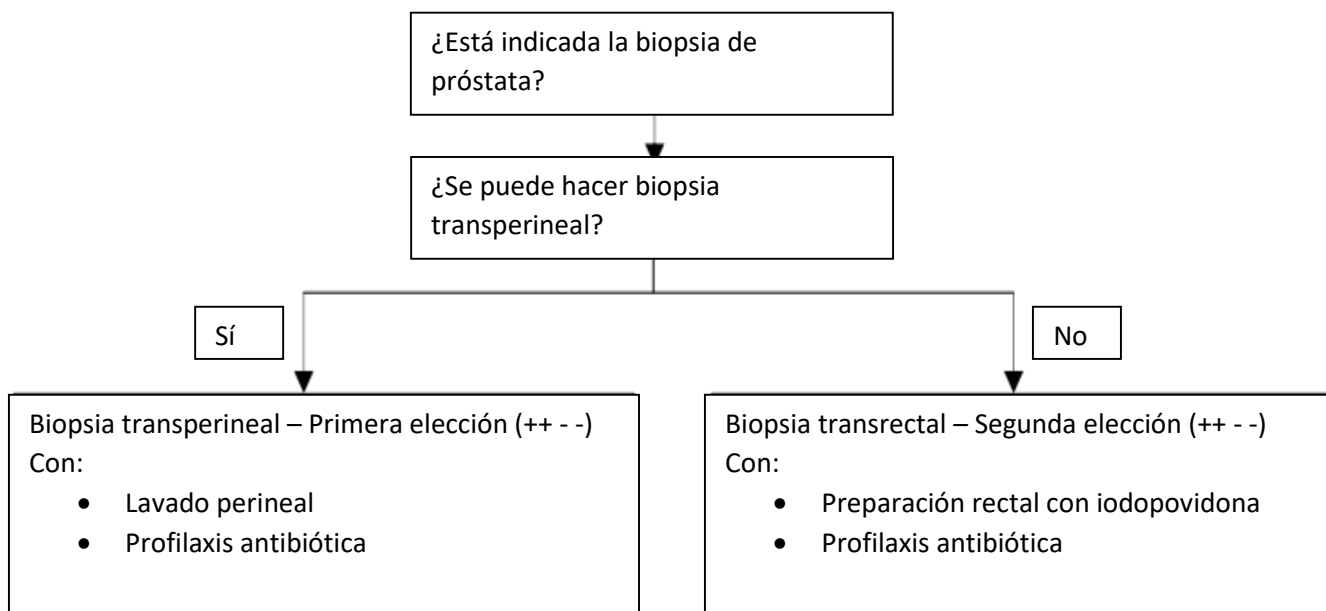 ¿Está indicada la biopsia de
próstata?
¿Se puede hacer biopsia
transperineal?
Sí
No
Biopsia transperineal – Primera elección (++ - -)
Con:
• Lavado perineal
• Profilaxis antibiótica
Biopsia transrectal – Segunda elección (++ - -)
Con:
• Preparación rectal con iodopovidona
• Profilaxis antibiótica